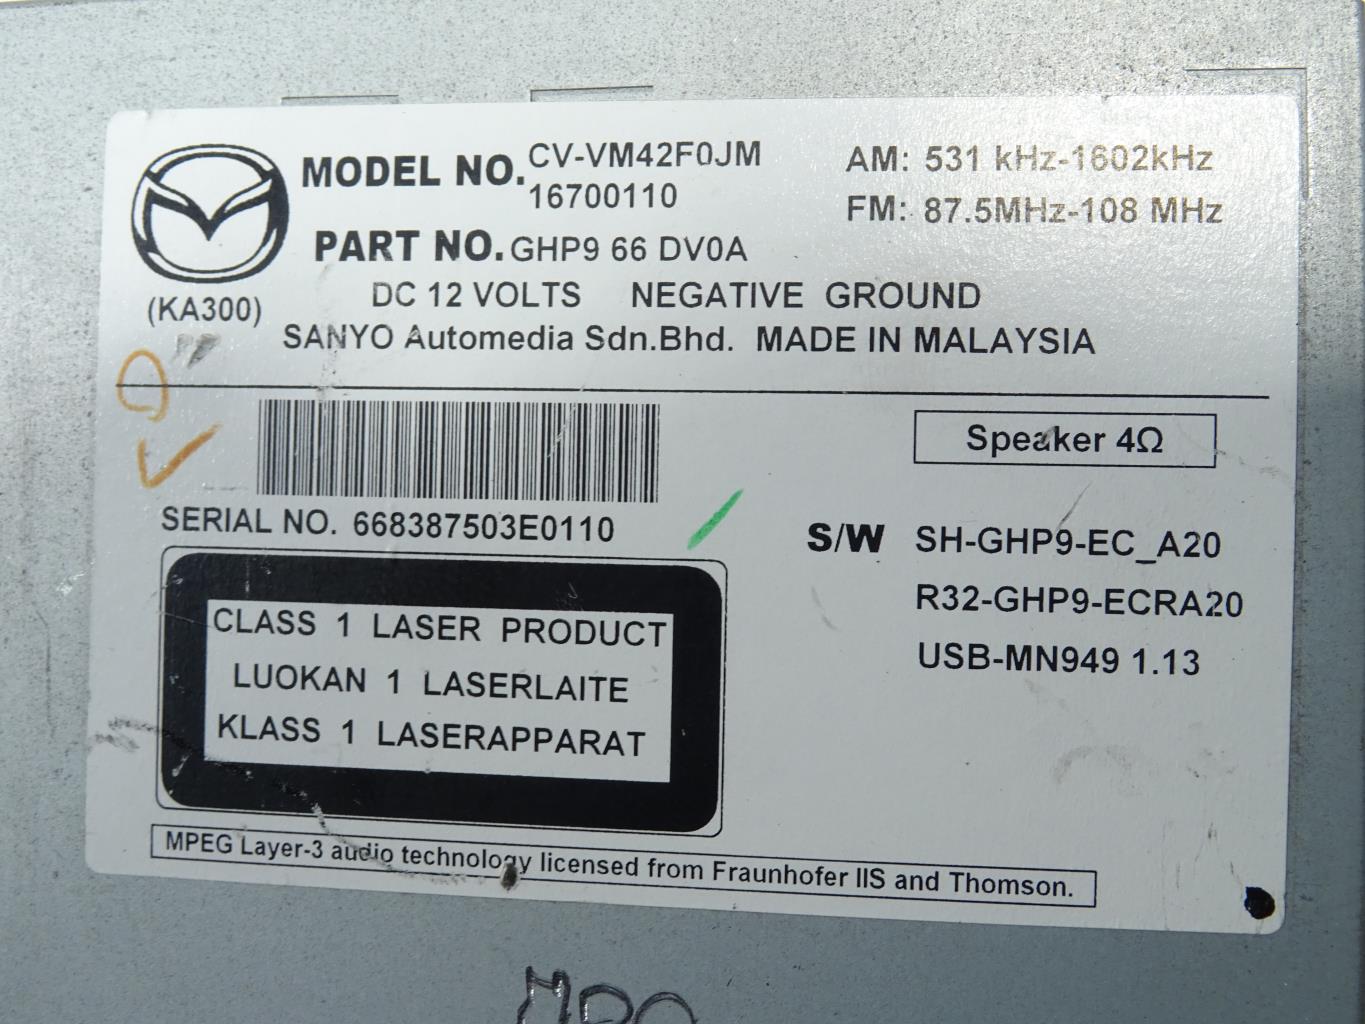 MODEL NO. CV-VM42F0JM
16700110
AM: 531 kHz-1602kHz
FM: 87.5MHz-108 MHz
PART NO. GHP9 66 DV0A
(KA300)
DC 12 VOLTS NEGATIVE GROUND
SANYO Automedia Sdn.Bhd. MADE IN MALAYSIA
Speaker 4Ω
SERIAL NO. 668387503E0110
S/W SH-GHP9-EC_A20
R32-GHP9-ECRA20
USB-MN949 1.13
CLASS 1 LASER PRODUCT
LUOKAN 1 LASERLAITE
KLASS 1 LASERAPPARAT
MPEG Layer-3 audio technology licensed from Fraunhofer IIS and Thomson.